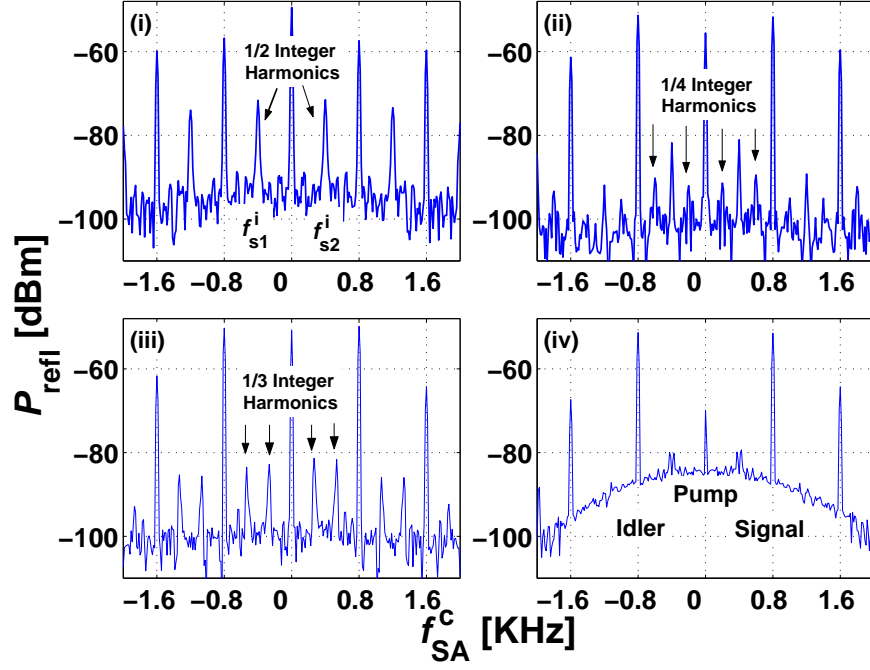 (i)
1/2 Integer
Harmonics
f^i_s1
f^i_s2
−60
−80
−100
−1.6 −0.8 0 0.8 1.6
(ii)
1/4 Integer
Harmonics
−60
−80
−100
−1.6 −0.8 0 0.8 1.6
(iii)
1/3 Integer
Harmonics
−60
−80
−100
−1.6 −0.8 0 0.8 1.6
(iv)
Pump
Idler
Signal
−60
−80
−100
−1.6 −0.8 0 0.8 1.6
P_refl [dBm]
f^c_SA [KHz]